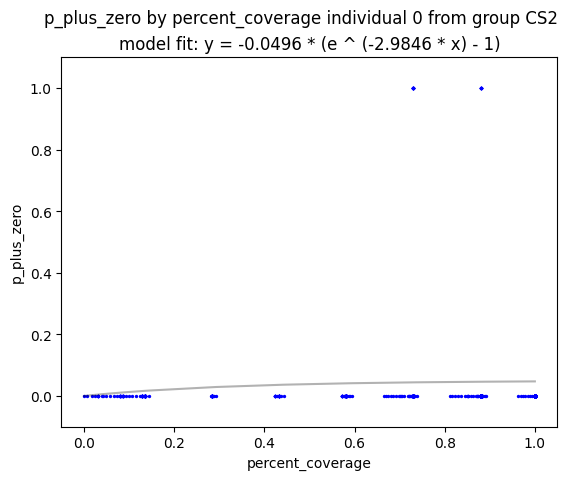 p_plus_zero by percent_coverage individual 0 from group CS2
model fit: y = -0.0496 * (e ^ (-2.9846 * x) - 1)
1.0
0.8
0.6
0.4
0.2
0.0
p_plus_zero
0.0 0.2 0.4 0.6 0.8 1.0
percent_coverage